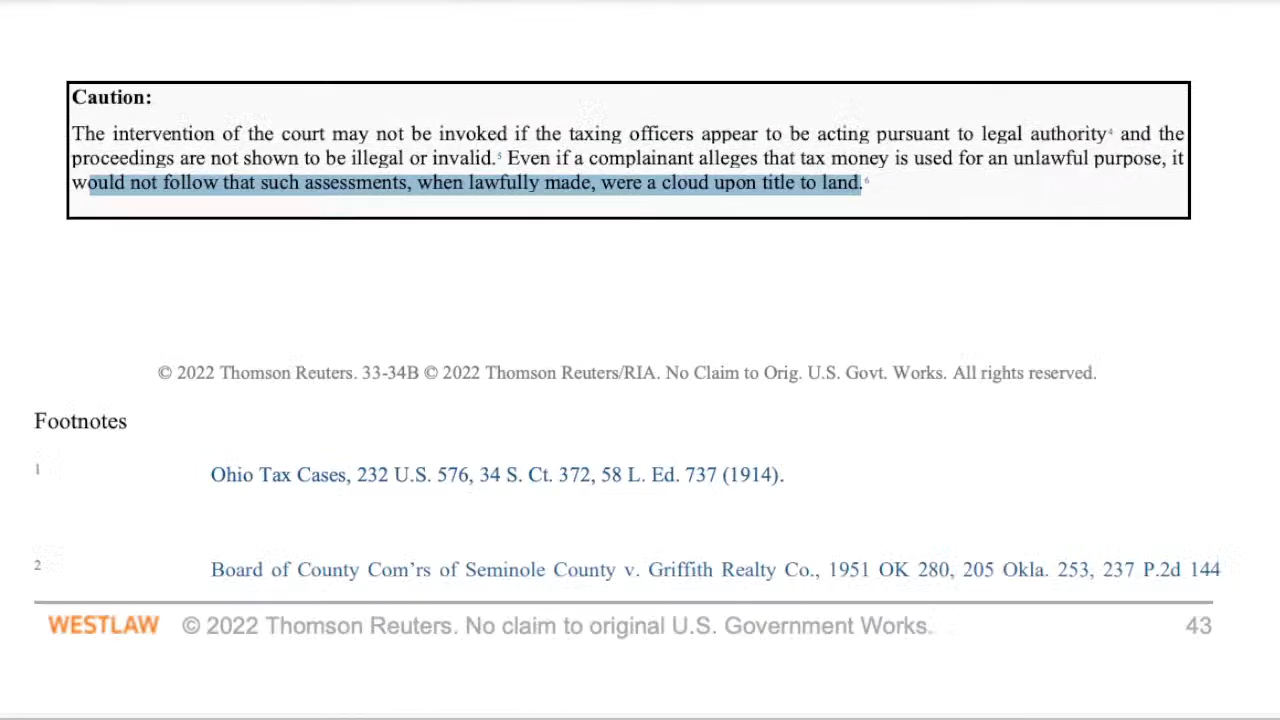 Caution:
The intervention of the court may not be invoked if the taxing officers appear to be acting pursuant to legal authority⁴ and the
proceedings are not shown to be illegal or invalid.⁵ Even if a complainant alleges that tax money is used for an unlawful purpose, it
would not follow that such assessments, when lawfully made, were a cloud upon title to land.⁶
© 2022 Thomson Reuters. 33-34B © 2022 Thomson Reuters/RIA. No Claim to Orig. U.S. Govt. Works. All rights reserved.
Footnotes
1 Ohio Tax Cases, 232 U.S. 576, 34 S. Ct. 372, 58 L. Ed. 737 (1914).
2 Board of County Com’rs of Seminole County v. Griffith Realty Co., 1951 OK 280, 205 Okla. 253, 237 P.2d 144
WESTLAW © 2022 Thomson Reuters. No claim to original U.S. Government Works. 43